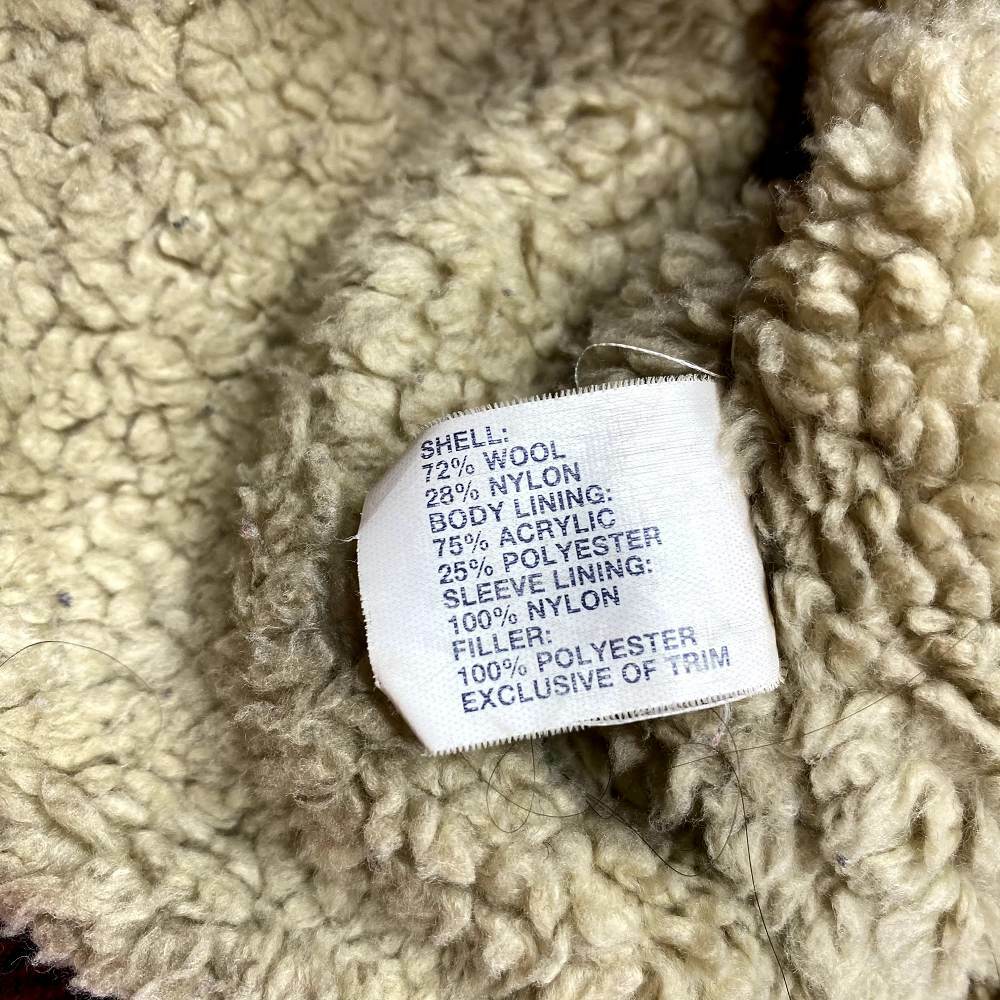 SHELL:
72% WOOL
28% NYLON
BODY LINING:
75% ACRYLIC
25% POLYESTER
SLEEVE LINING:
100% NYLON
FILLER:
100% POLYESTER
EXCLUSIVE OF TRIM